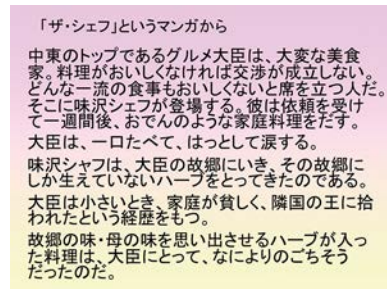 「ザ・シェフ」というマンガから
中東のトップであるグルメ大臣は、大変な美食
家。料理がおいしくなければ交渉が成立しない。
どんな一流の食事もおいしくないと席を立つ人だ。
そこに味沢シェフが登場する。彼は依頼を受け
て一週間後、おでんのような家庭料理をだす。
大臣は、一口たべて、はっとして涙する。
味沢シャフは、大臣の故郷にいき、その故郷に
しか生えていないハーブをとってきたのである。
大臣は小さいとき、家庭が貧しく、隣国の王に拾
われたという経歴をもつ。
故郷の味・母の味を思い出させるハーブが入っ
た料理は、大臣にとって、なによりのごちそう
だったのだ。